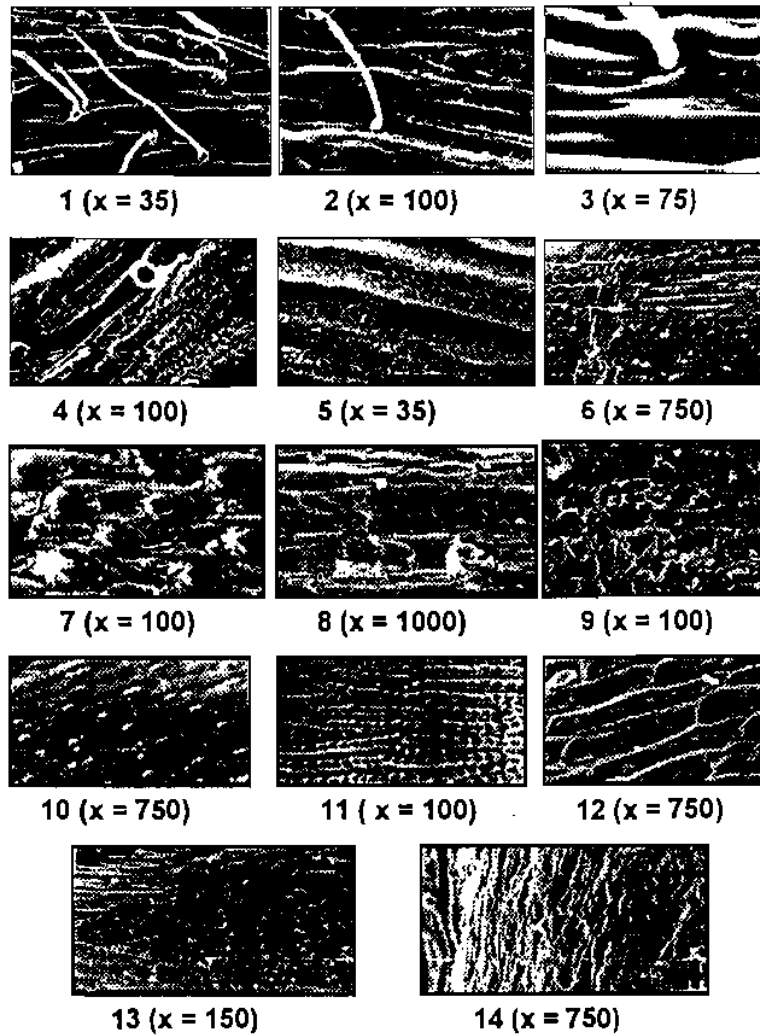 1 (x = 35) 2 (x = 100) 3 (x = 75)
4 (x = 100) 5 (x = 35) 6 (x = 750)
7 (x = 100) 8 (x = 1000) 9 (x = 100)
10 (x = 750) 11 ( x = 100) 12 (x = 750)
13 (x = 150) 14 (x = 750)